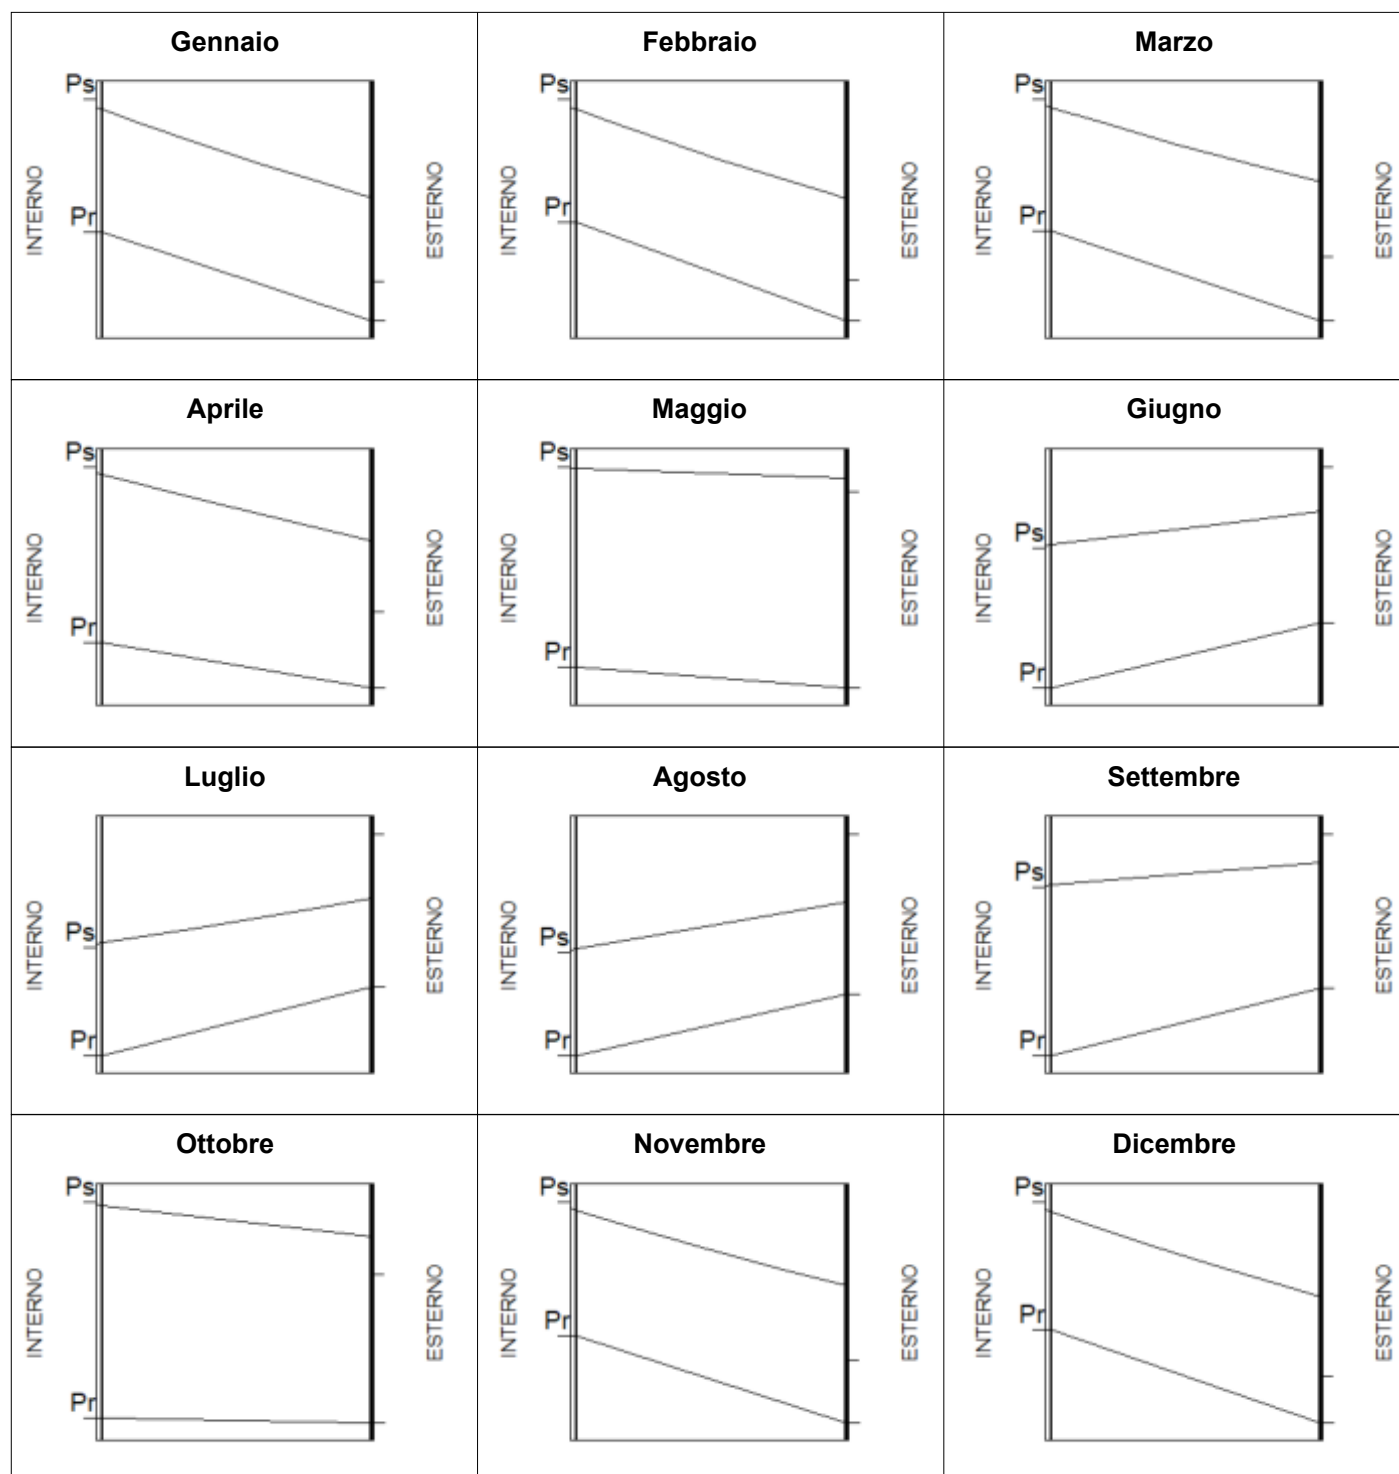 Gennaio
Ps
Pr
INTERNO
ESTERNO
Febbraio
Ps
Pr
INTERNO
ESTERNO
Marzo
Ps
Pr
INTERNO
ESTERNO
Aprile
Ps
Pr
INTERNO
ESTERNO
Maggio
Ps
Pr
INTERNO
ESTERNO
Giugno
Ps
Pr
INTERNO
ESTERNO
Luglio
Ps
Pr
INTERNO
ESTERNO
Agosto
Ps
Pr
INTERNO
ESTERNO
Settembre
Ps
Pr
INTERNO
ESTERNO
Ottobre
Ps
Pr
INTERNO
ESTERNO
Novembre
Ps
Pr
INTERNO
ESTERNO
Dicembre
Ps
Pr
INTERNO
ESTERNO